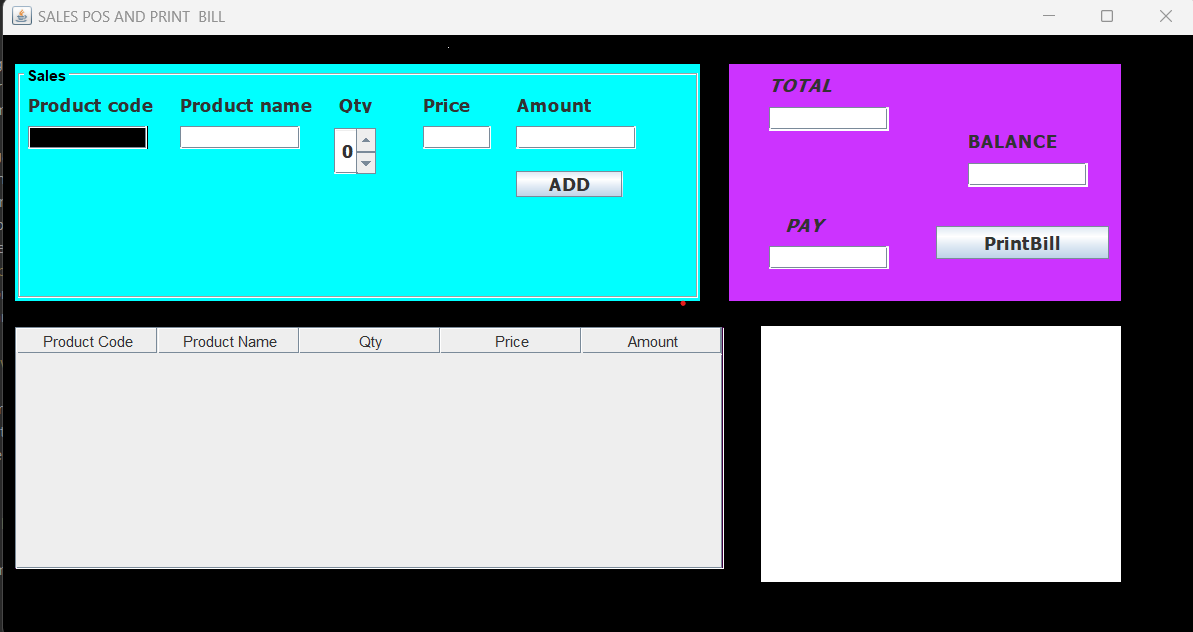 SALES POS AND PRINT  BILL
Sales
Product code Product name Qty Price Amount
0
ADD
TOTAL
BALANCE
PAY
PrintBill
Product Code Product Name Qty Price Amount